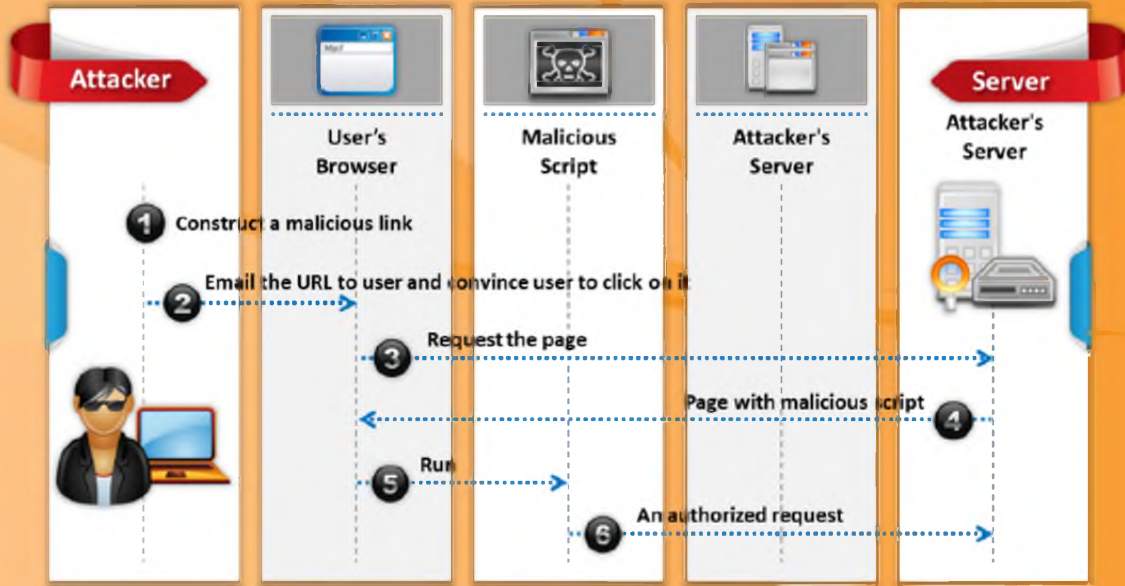 Attacker
Server
Mail
User's
Browser
Malicious
Script
Attacker's
Server
Attacker's
Server
1
Construct a malicious link
Email the URL to user and convince user to click on it
2
Request the page
3
Page with malicious script
4
Run
5
An authorized request
6